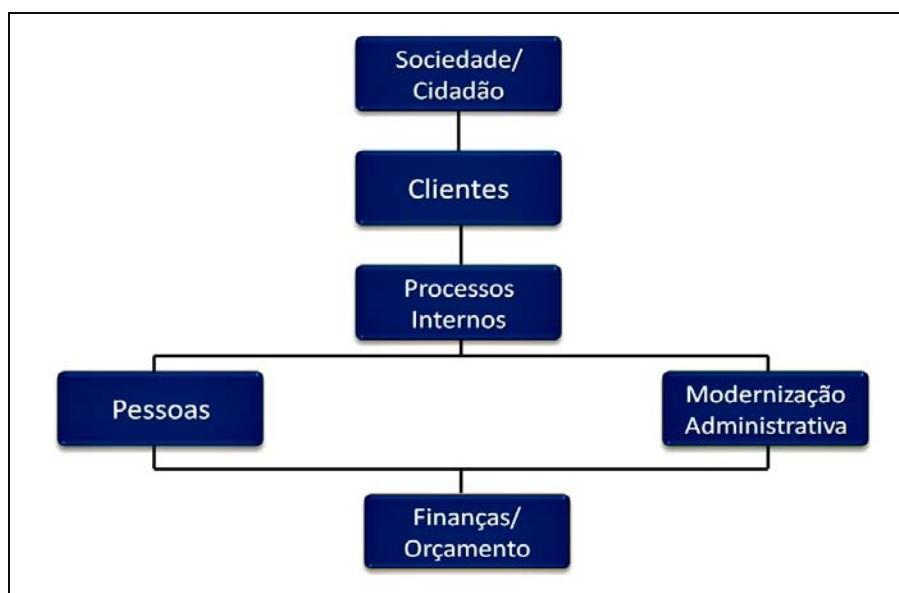 Sociedade/
Cidadão
Clientes
Processos
Internos
Pessoas
Modernização
Administrativa
Finanças/
Orçamento